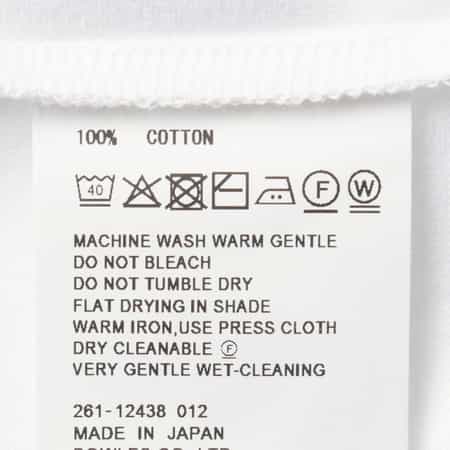 100% COTTON
40 F W
MACHINE WASH WARM GENTLE
DO NOT BLEACH
DO NOT TUMBLE DRY
FLAT DRYING IN SHADE
WARM IRON,USE PRESS CLOTH
DRY CLEANABLE Ⓕ
VERY GENTLE WET-CLEANING
261-12438 012
MADE IN JAPAN